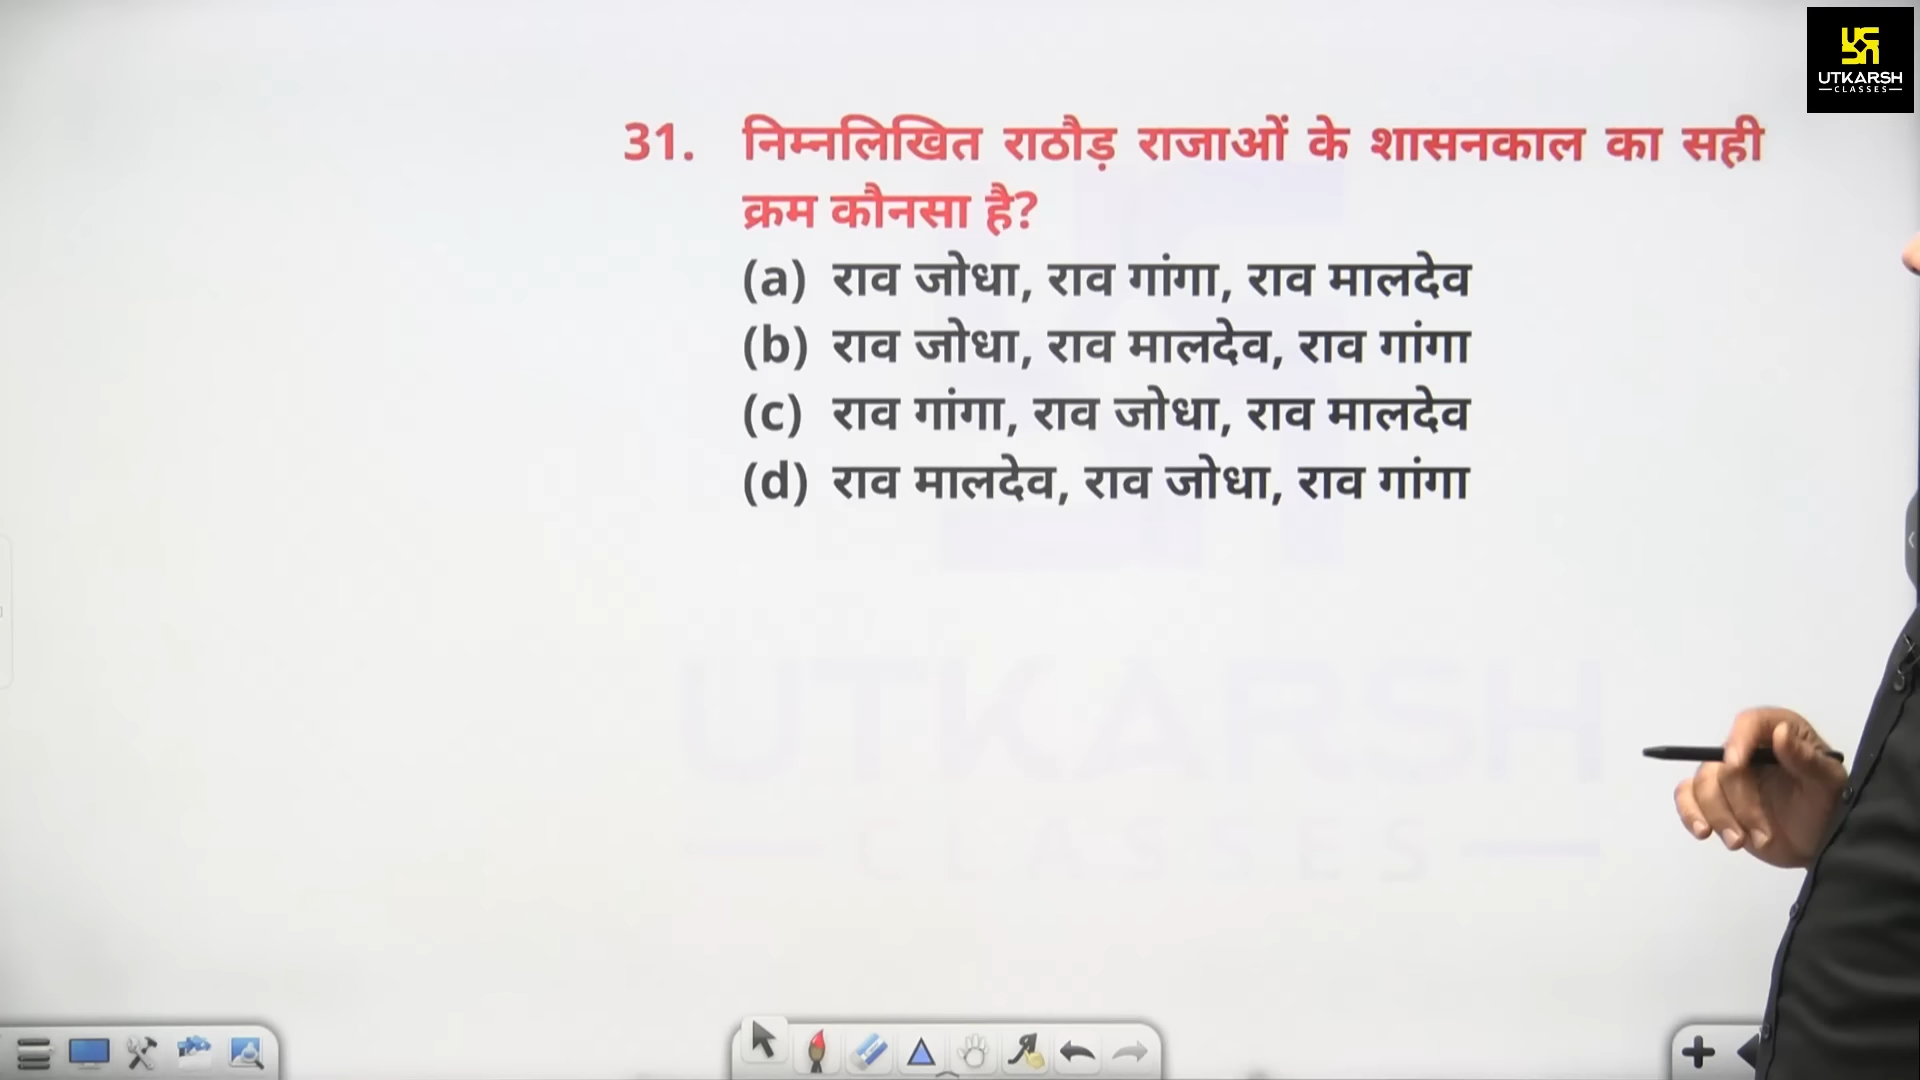 UTKARSH
CLASSES
31. निम्नलिखित राठौड़ राजाओं के शासनकाल का सही
क्रम कौनसा है?
(a) राव जोधा, राव गांगा, राव मालदेव
(b) राव जोधा, राव मालदेव, राव गांगा
(c) राव गांगा, राव जोधा, राव मालदेव
(d) राव मालदेव, राव जोधा, राव गांगा
UTKARSH
CLASSES